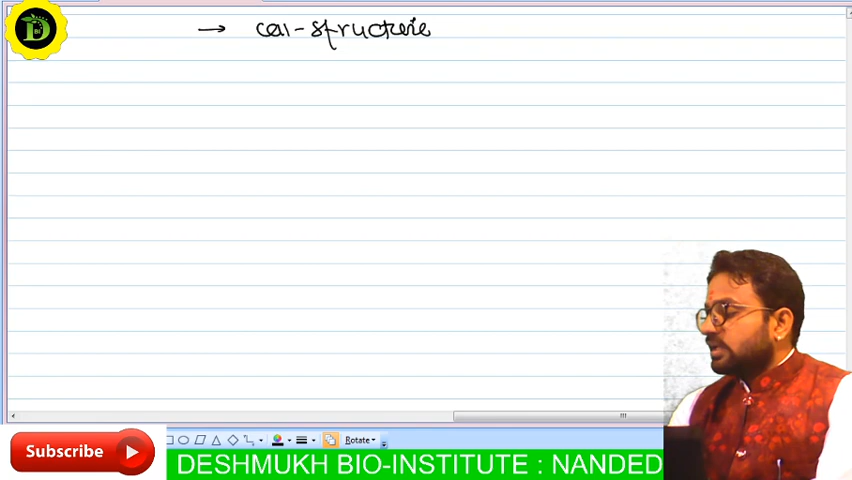 → cell-structure
Rotate
Subscribe
DESHMUKH BIO-INSTITUTE : NANDED